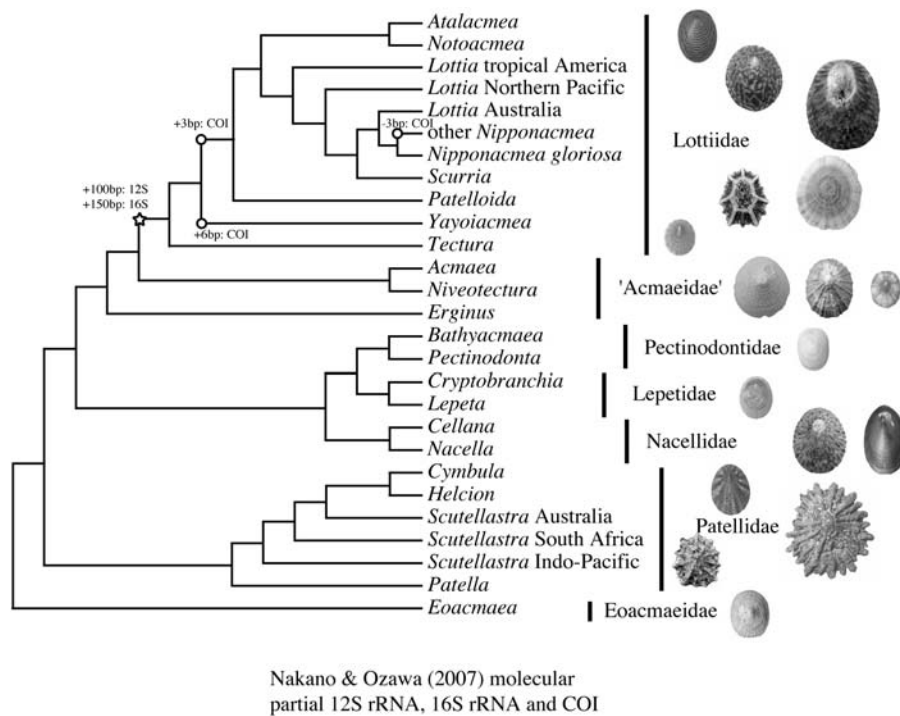 Atalacmea
Notoacmea
Lottia tropical America
Lottia Northern Pacific
Lottia Australia
-3bp: COI
other Nipponacmea
+3bp: COI
Nipponacmea gloriosa
Lottiidae
Scurria
+100bp: 12S
+150bp: 16S
Patelloida
Yayoiacmea
+6bp: COI
Tectura
Acmaea
'Acmaeidae'
Niveotectura
Erginus
Bathyacmaea
Pectinodontidae
Pectinodonta
Cryptobranchia
Lepetidae
Lepeta
Cellana
Nacellidae
Nacella
Cymbula
Helcion
Scutellastra Australia
Patellidae
Scutellastra South Africa
Scutellastra Indo-Pacific
Patella
Eoacmaea
Eoacmaeidae
Nakano & Ozawa (2007) molecular
partial 12S rRNA, 16S rRNA and COI